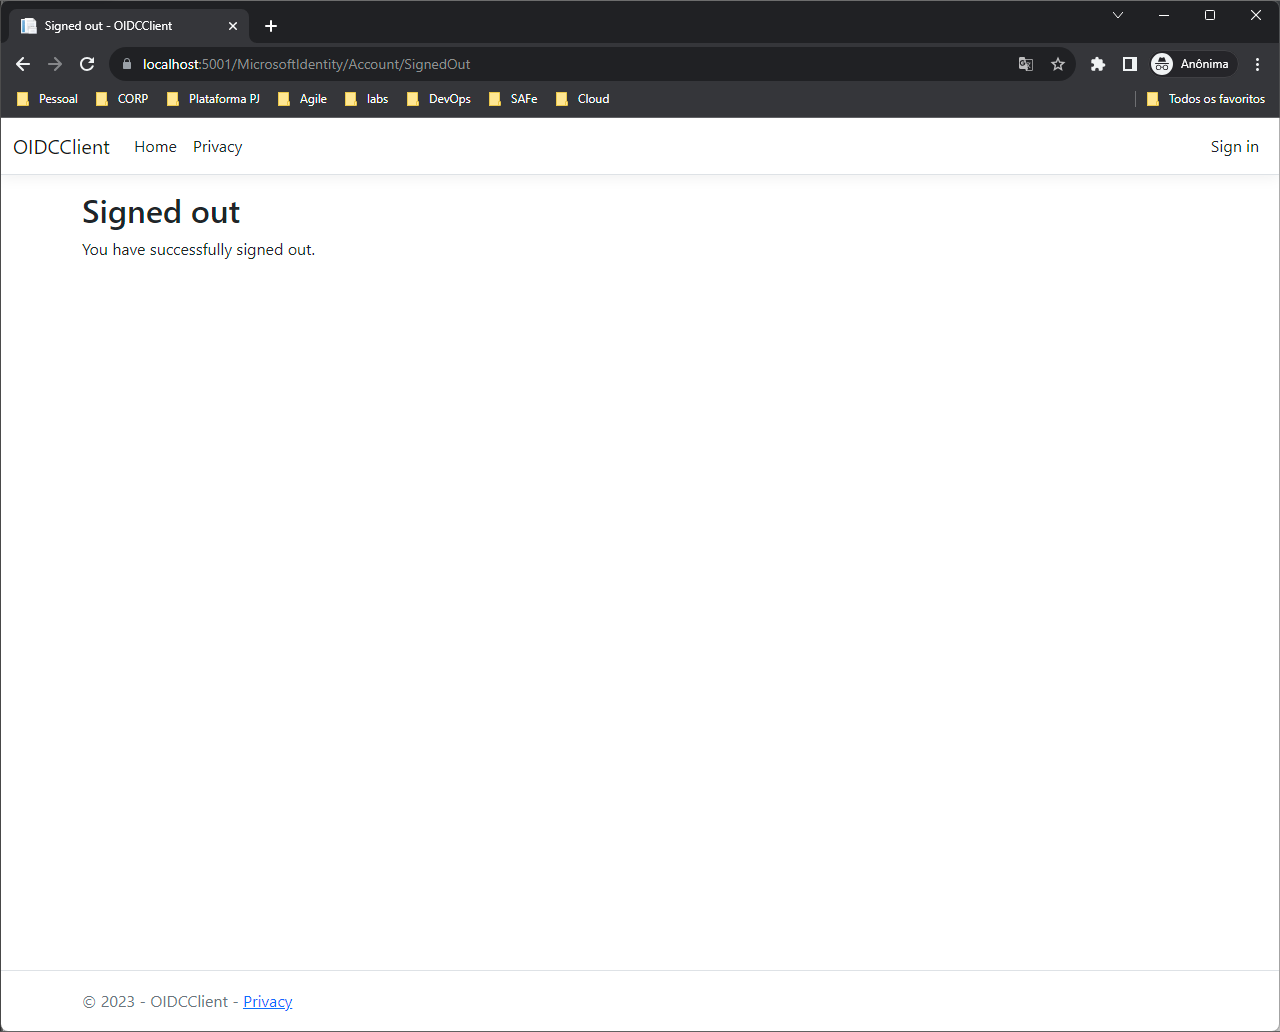 Signed out - OIDCClient
localhost:5001/MicrosoftIdentity/Account/SignedOut Anônima
Pessoal CORP Plataforma PJ Agile labs DevOps SAFe Cloud Todos os favoritos
OIDCClient Home Privacy Sign in
Signed out
You have successfully signed out.
© 2023 - OIDCClient - Privacy